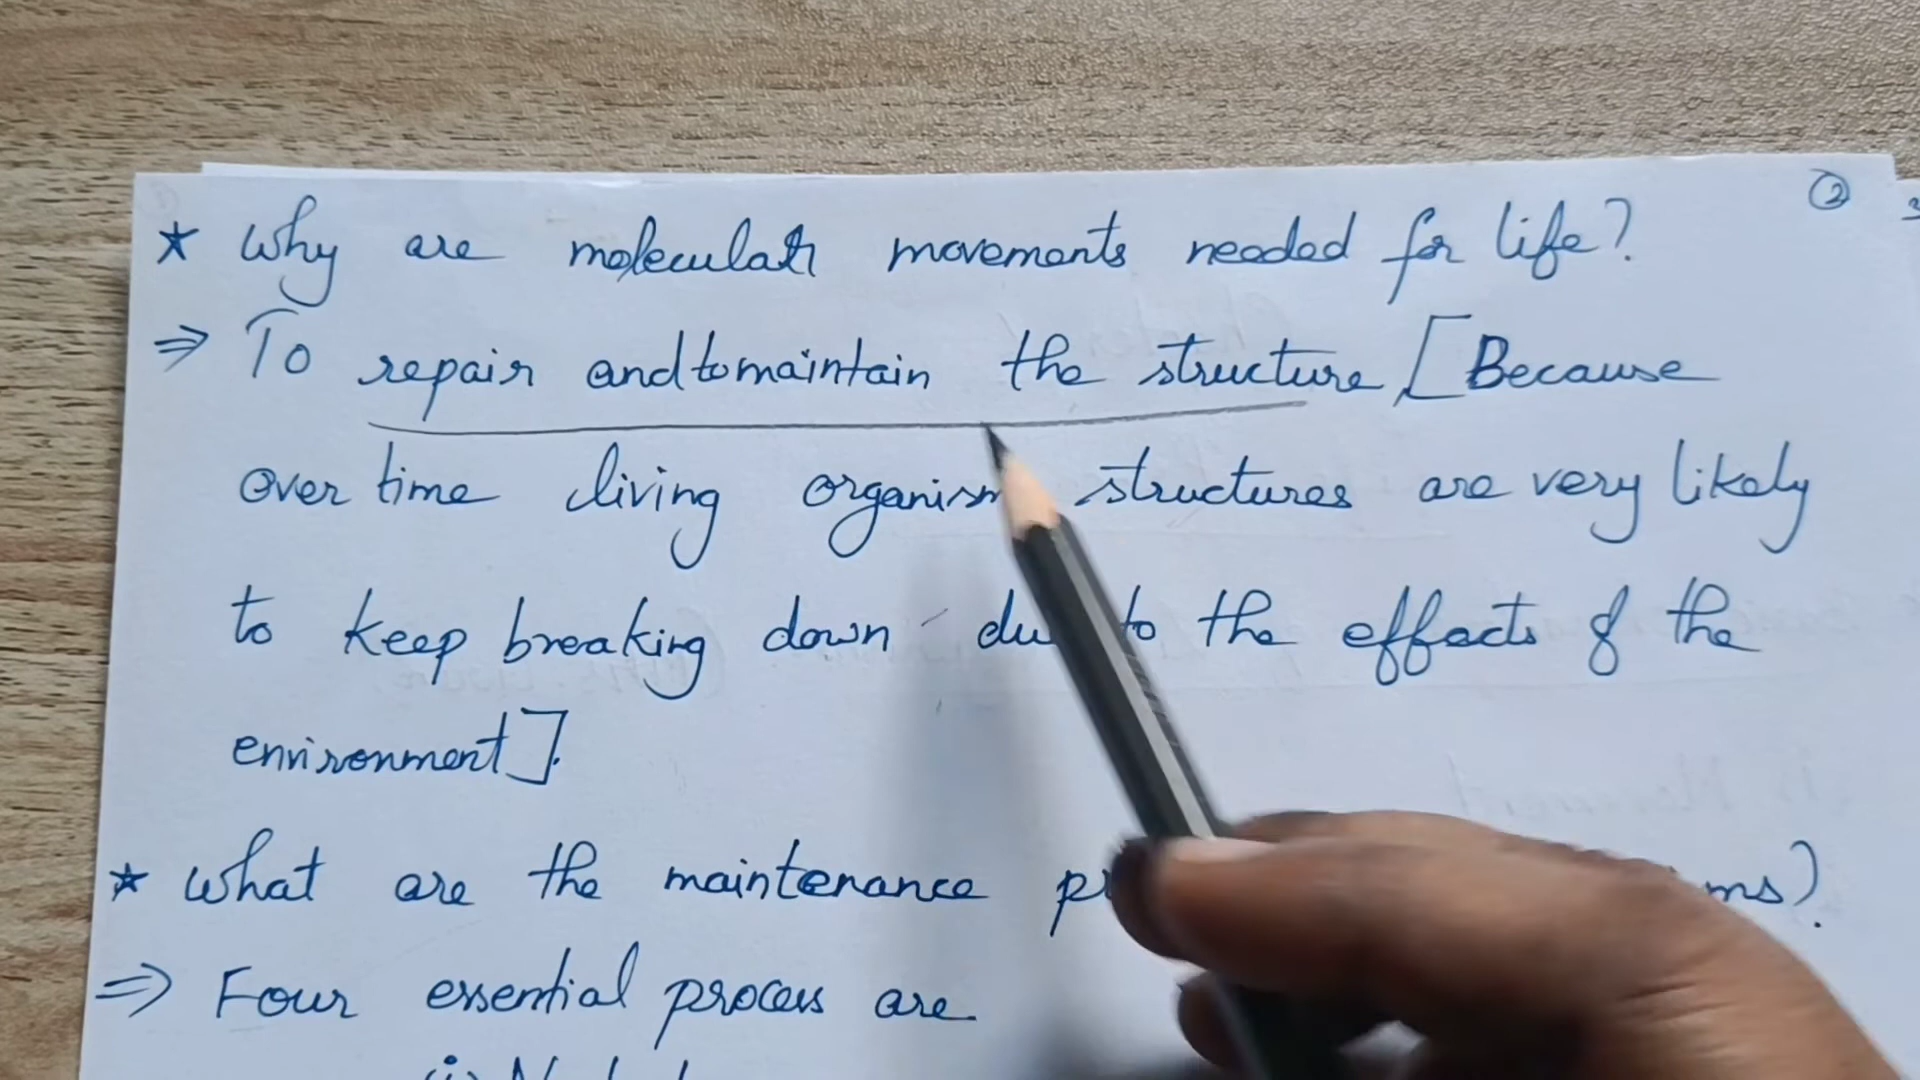 ②
* Why are molecular movements needed for life?
⇒ To repair and to maintain the structure [Because
over time living organism structures are very likely
to keep breaking down due to the effects of the
environment].
* What are the maintenance
⇒ Four essential process are
(i)